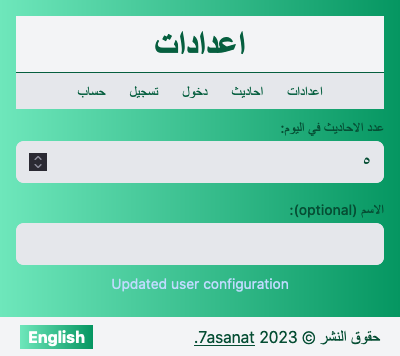 اعدادات
اعدادات احاديث دخول تسجيل حساب
عدد الاحاديث في اليوم:
٥
الاسم (optional):
Updated user configuration
حقوق النشر © 2023 7asanat.
English